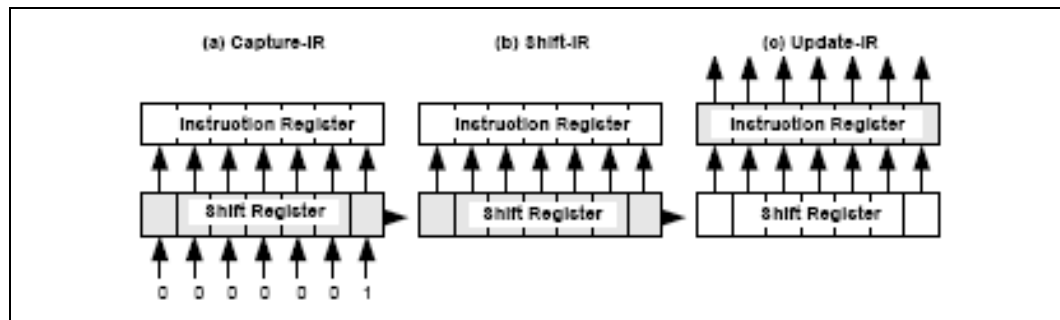 (a) Capture-IR
(b) Shift-IR
(c) Update-IR
Instruction Register
Instruction Register
Instruction Register
Shift Register
Shift Register
Shift Register
0 0 0 0 0 0 1